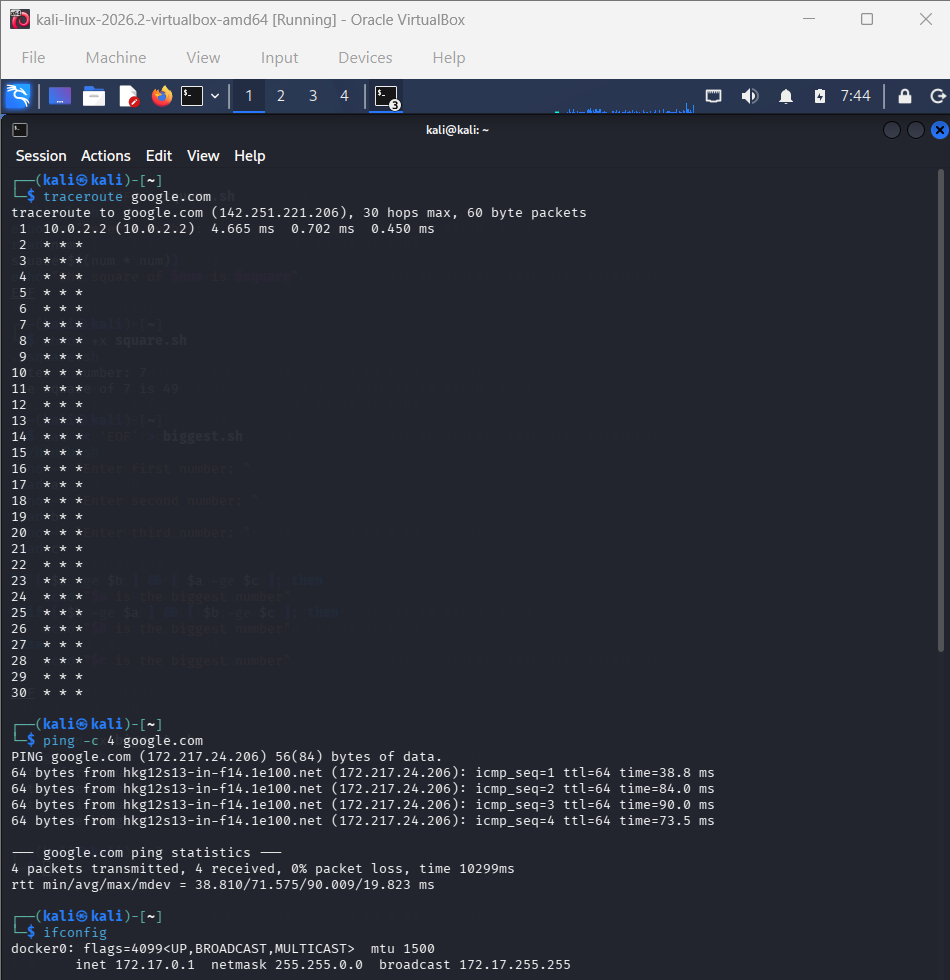 kali-linux-2026.2-virtualbox-amd64 [Running] - Oracle VirtualBox
File Machine View Input Devices Help
1 2 3 4 3 7:44
kali@kali: ~
Session Actions Edit View Help
┌──(kali㉿kali)-[~]
└─$ traceroute google.com
traceroute to google.com (142.251.221.206), 30 hops max, 60 byte packets
1 10.0.2.2 (10.0.2.2) 4.665 ms 0.702 ms 0.450 ms
2 * * *
3 * * *
4 * * *
5 * * *
6 * * *
7 * * *
8 * * *
9 * * *
10 * * *
11 * * *
12 * * *
13 * * *
14 * * *
15 * * *
16 * * *
17 * * *
18 * * *
19 * * *
20 * * *
21 * * *
22 * * *
23 * * *
24 * * *
25 * * *
26 * * *
27 * * *
28 * * *
29 * * *
30 * * *
┌──(kali㉿kali)-[~]
└─$ ping -c 4 google.com
PING google.com (172.217.24.206) 56(84) bytes of data.
64 bytes from hkg12s13-in-f14.1e100.net (172.217.24.206): icmp_seq=1 ttl=64 time=38.8 ms
64 bytes from hkg12s13-in-f14.1e100.net (172.217.24.206): icmp_seq=2 ttl=64 time=84.0 ms
64 bytes from hkg12s13-in-f14.1e100.net (172.217.24.206): icmp_seq=3 ttl=64 time=90.0 ms
64 bytes from hkg12s13-in-f14.1e100.net (172.217.24.206): icmp_seq=4 ttl=64 time=73.5 ms
--- google.com ping statistics ---
4 packets transmitted, 4 received, 0% packet loss, time 10299ms
rtt min/avg/max/mdev = 38.810/71.575/90.009/19.823 ms
┌──(kali㉿kali)-[~]
└─$ ifconfig
docker0: flags=4099<UP,BROADCAST,MULTICAST> mtu 1500
inet 172.17.0.1 netmask 255.255.0.0 broadcast 172.17.255.255